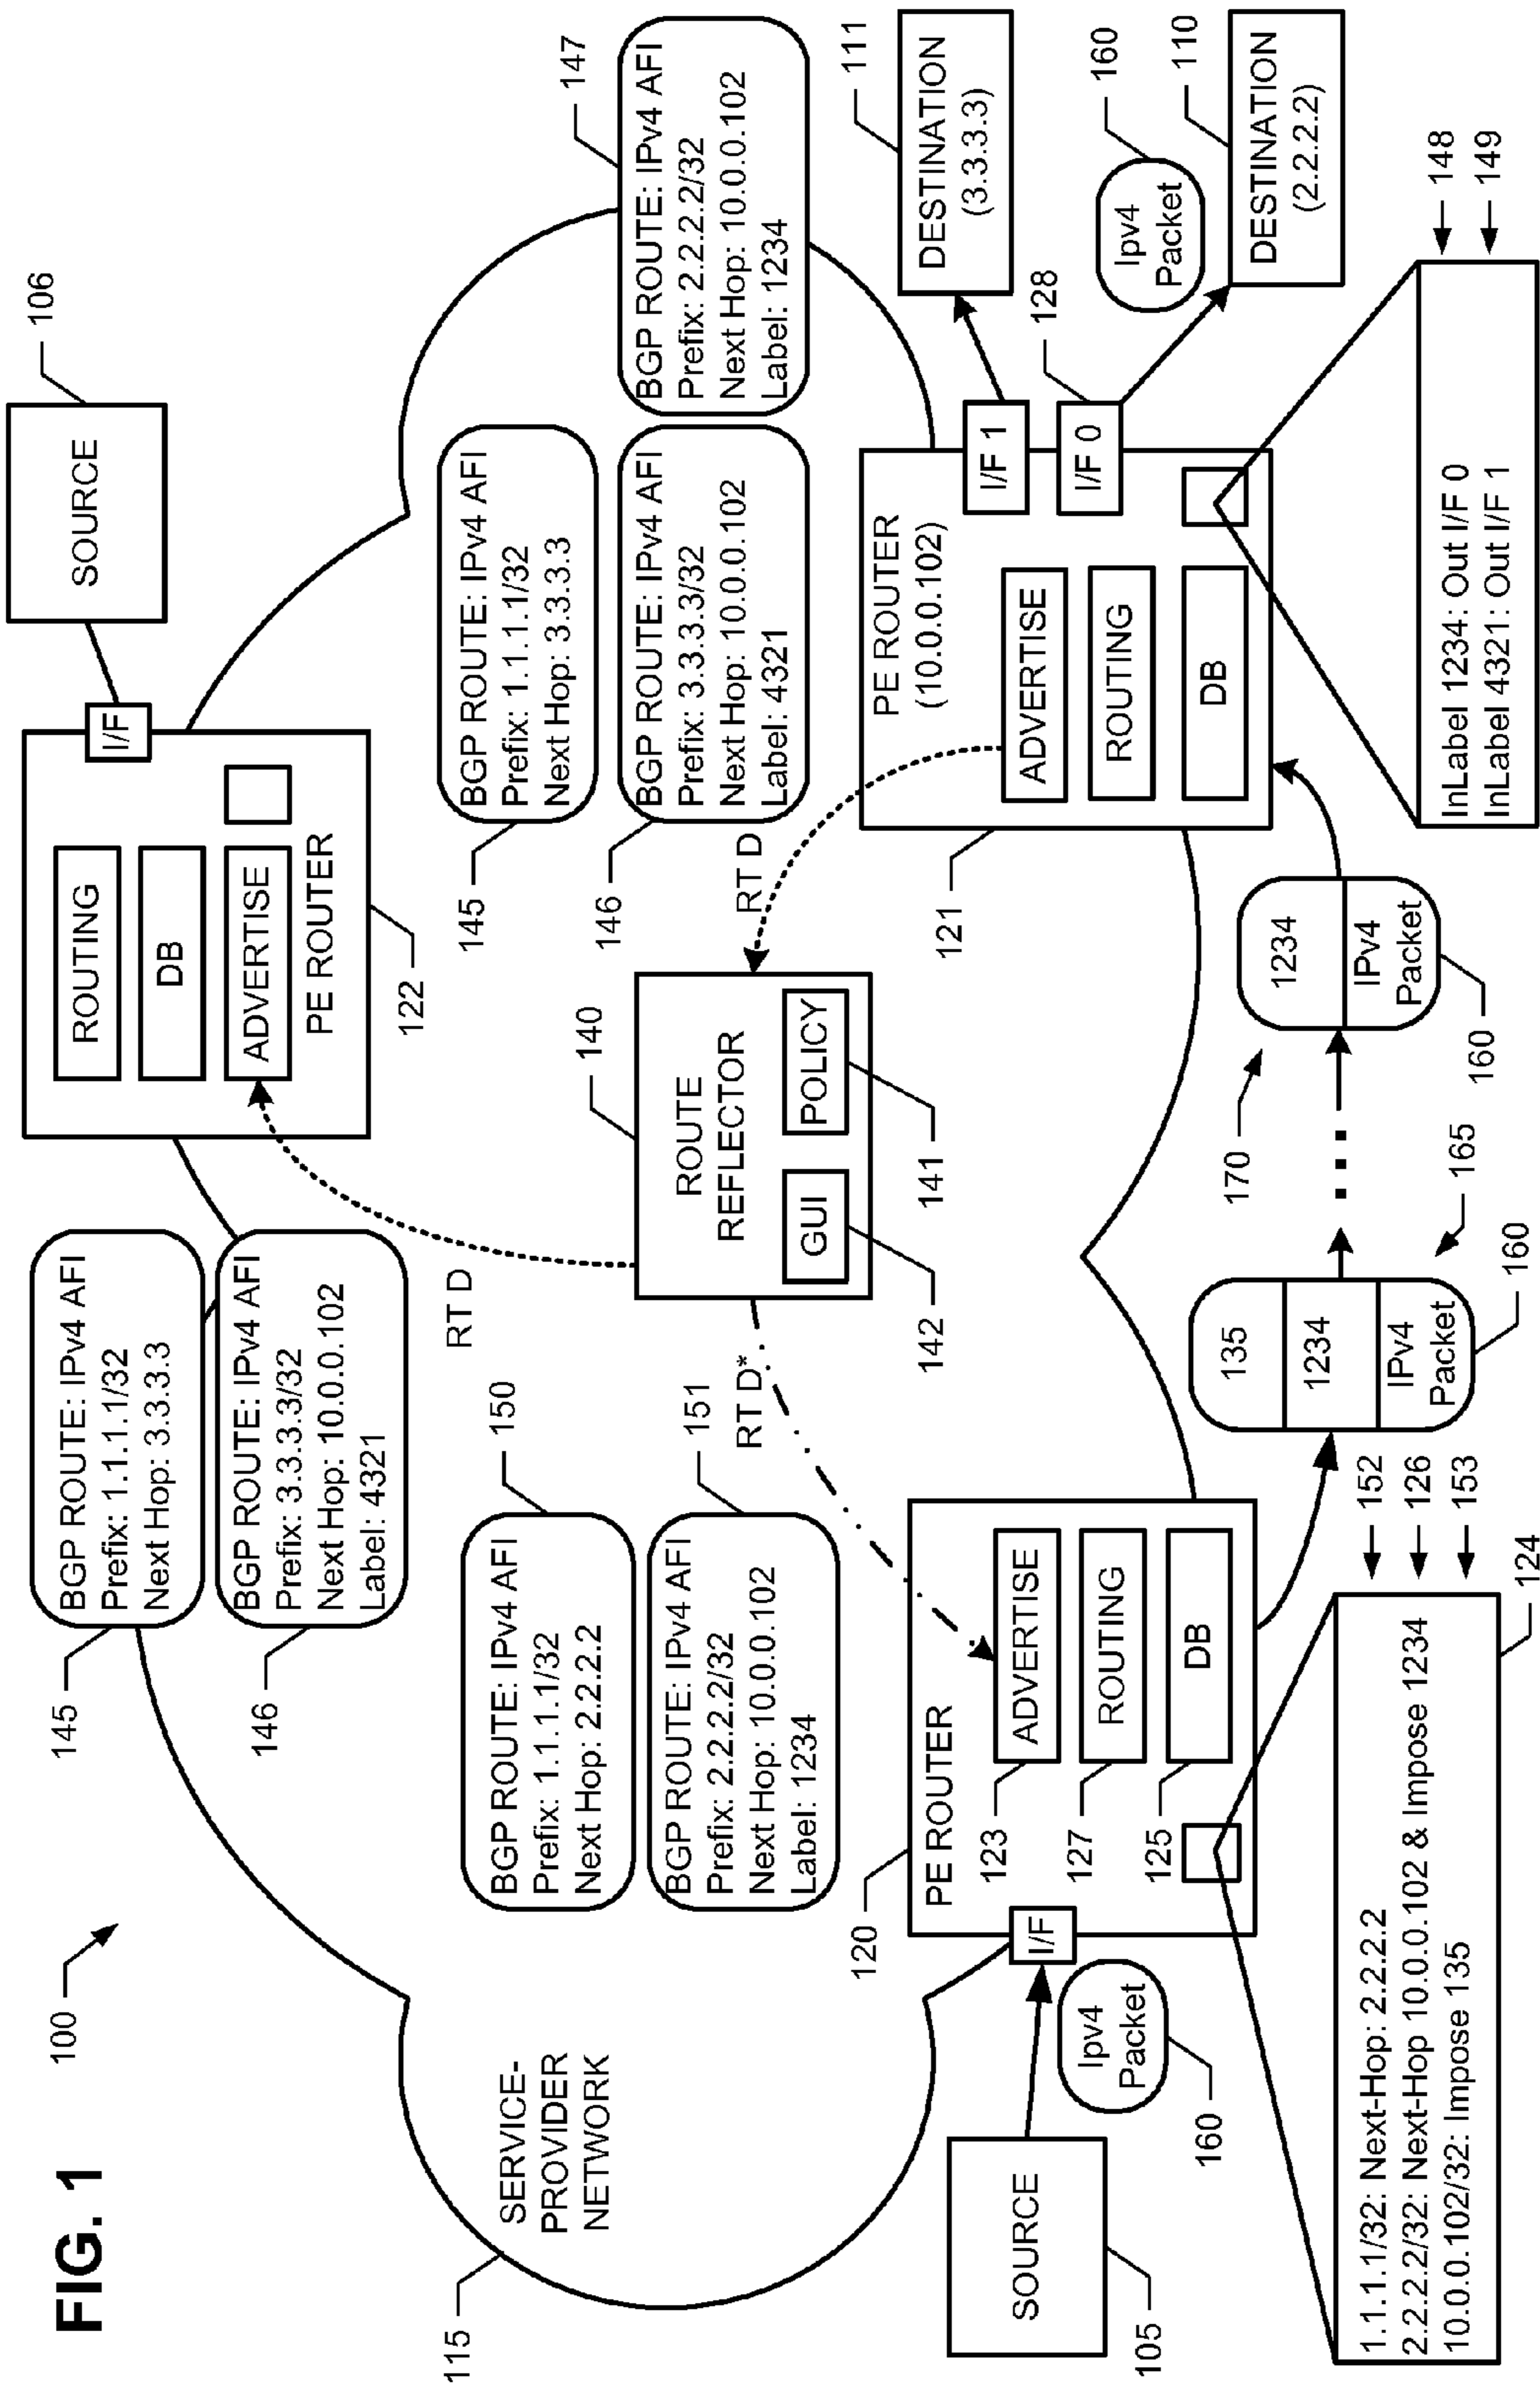 FIG. 1
100
SERVICE-
PROVIDER
NETWORK
115
BGP ROUTE: IPv4 AFI
Prefix: 1.1.1.1/32
Next Hop: 3.3.3.3
145
BGP ROUTE: IPv4 AFI
Prefix: 3.3.3.3/32
Next Hop: 10.0.0.102
Label: 4321
146
RT D
ROUTING
DB
ADVERTISE
PE ROUTER
122
I/F
SOURCE
106
BGP ROUTE: IPv4 AFI
Prefix: 1.1.1.1/32
Next Hop: 2.2.2.2
150
BGP ROUTE: IPv4 AFI
Prefix: 2.2.2.2/32
Next Hop: 10.0.0.102
Label: 1234
151
RT D*
140
ROUTE
REFLECTOR
GUI
POLICY
142
141
RT D
BGP ROUTE: IPv4 AFI
Prefix: 1.1.1.1/32
Next Hop: 3.3.3.3
145
BGP ROUTE: IPv4 AFI
Prefix: 3.3.3.3/32
Next Hop: 10.0.0.102
Label: 4321
146
BGP ROUTE: IPv4 AFI
Prefix: 2.2.2.2/32
Next Hop: 10.0.0.102
Label: 1234
147
SOURCE
105
Ipv4
Packet
160
I/F
120
PE ROUTER
123
ADVERTISE
127
ROUTING
125
DB
121
PE ROUTER
(10.0.0.102)
ADVERTISE
ROUTING
DB
I/F 1
I/F 0
128
DESTINATION
(3.3.3.3)
111
Ipv4
Packet
160
DESTINATION
(2.2.2.2)
110
135
1234
IPv4
Packet
165
160
170
1234
IPv4
Packet
160
1.1.1.1/32: Next-Hop: 2.2.2.2
2.2.2.2/32: Next-Hop 10.0.0.102 & Impose 1234
10.0.0.102/32: Impose 135
152
126
153
124
InLabel 1234: Out I/F 0
InLabel 4321: Out I/F 1
148
149